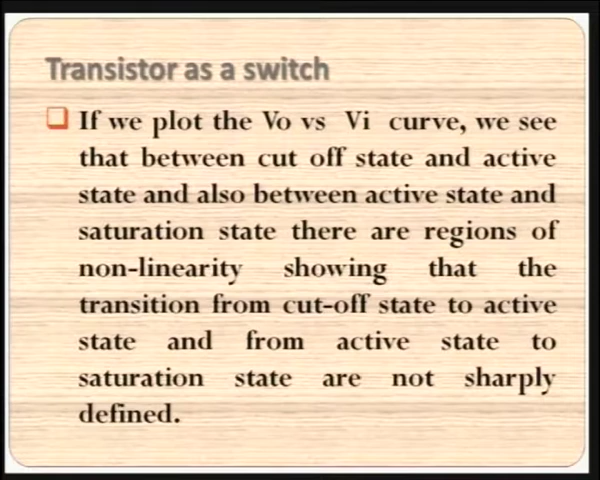 Transistor as a switch
If we plot the Vo vs Vi curve, we see
that between cut off state and active
state and also between active state and
saturation state there are regions of
non-linearity showing that the
transition from cut-off state to active
state and from active state to
saturation state are not sharply
defined.